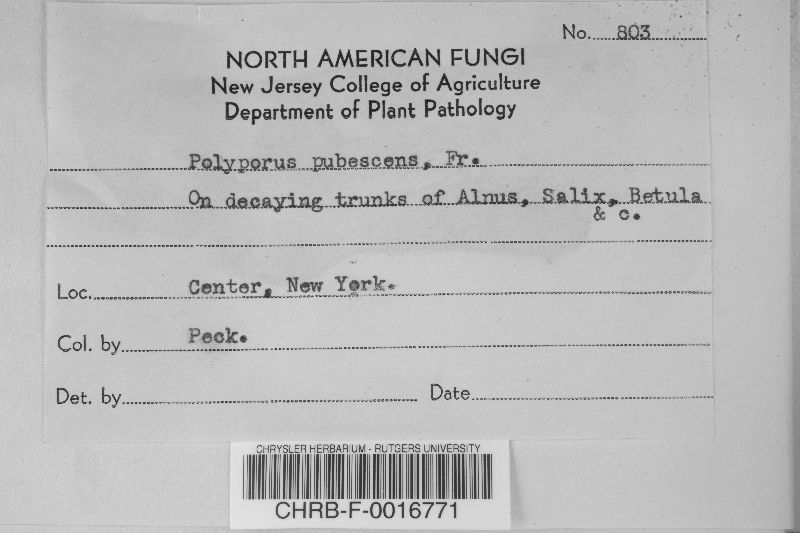 No. 803
NORTH AMERICAN FUNGI
New Jersey College of Agriculture
Department of Plant Pathology
Polyporus pubescens, Fr.
On decaying trunks of Alnus, Salix, Betula
& c.
Loc. Center, New York.
Col. by Peck.
Det. by Date
CHRYSLER HERBARIUM - RUTGERS UNIVERSITY
CHRB-F-0016771